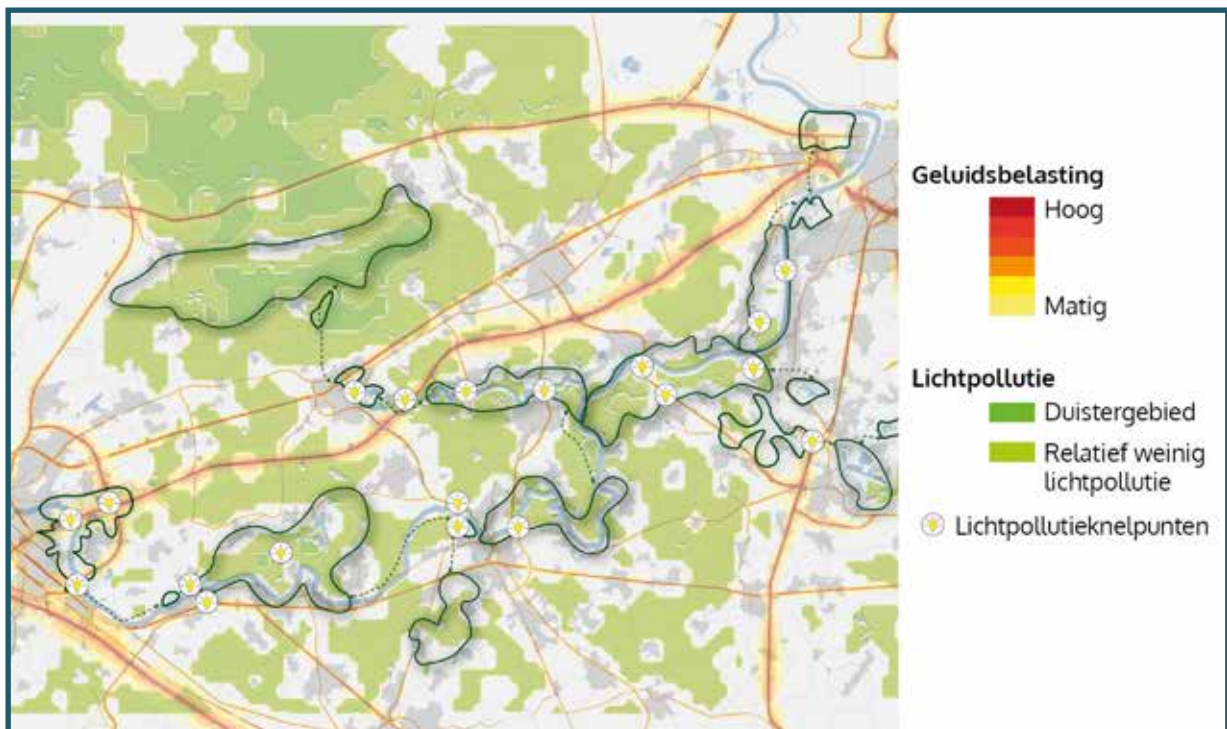 Geluidsbelasting
Hoog
Matig
Lichtpollutie
Duistergebied
Relatief weinig
lichtpollutie
Lichtpollutieknelpunten